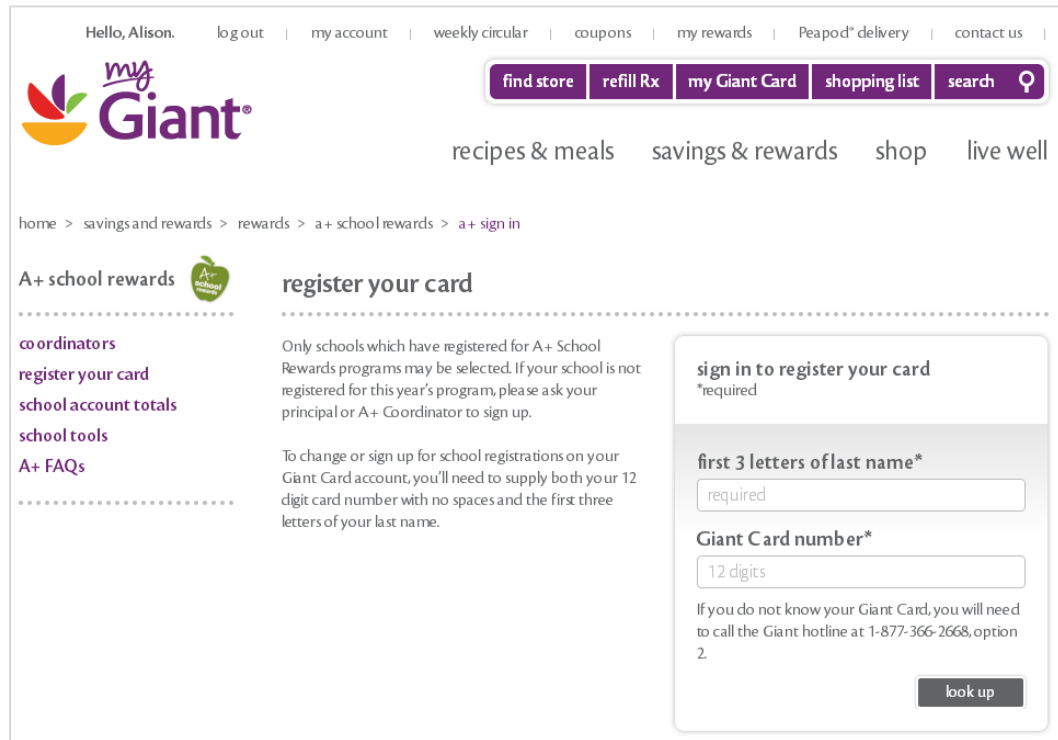 Hello, Alison. log out | my account | weekly circular | coupons | my rewards | Peapod® delivery | contact us |
my
Giant®
find store refill Rx my Giant Card shopping list search
recipes & meals savings & rewards shop live well
home > savings and rewards > rewards > a+ school rewards > a+ sign in
A+ school rewards
A+
school
rewards
register your card
coordinators
register your card
school account totals
school tools
A+ FAQs
Only schools which have registered for A+ School
Rewards programs may be selected. If your school is not
registered for this year's program, please ask your
principal or A+ Coordinator to sign up.
To change or sign up for school registrations on your
Giant Card account, you'll need to supply both your 12
digit card number with no spaces and the first three
letters of your last name.
sign in to register your card
*required
first 3 letters of last name*
required
Giant Card number*
12 digits
If you do not know your Giant Card, you will need
to call the Giant hotline at 1-877-366-2668, option
2.
look up